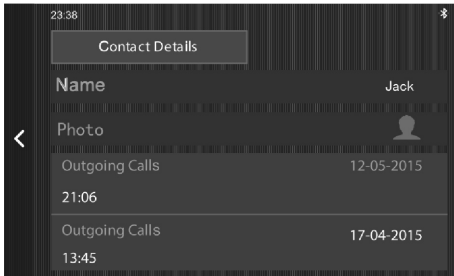 23:38
Contact Details
Name Jack
Photo
Outgoing Calls 12-05-2015
21:06
Outgoing Calls 17-04-2015
13:45